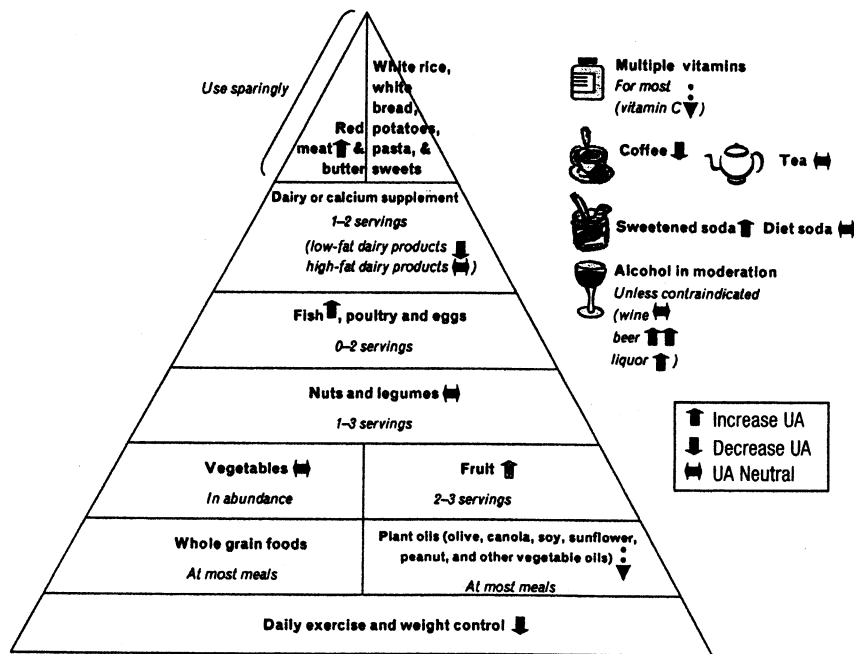 Use sparingly
Red
meat &
butter
White rice,
white
bread,
potatoes,
pasta, &
sweets
Dairy or calcium supplement
1–2 servings
(low-fat dairy products
high-fat dairy products )
Fish , poultry and eggs
0–2 servings
Nuts and legumes
1–3 servings
Vegetables
In abundance
Fruit
2–3 servings
Whole grain foods
At most meals
Plant oils (olive, canola, soy, sunflower,
peanut, and other vegetable oils)
At most meals
Daily exercise and weight control
Multiple vitamins
For most
(vitamin C )
Coffee
Tea
Sweetened soda Diet soda
Alcohol in moderation
Unless contraindicated
(wine
beer
liquor )
Increase UA
Decrease UA
UA Neutral